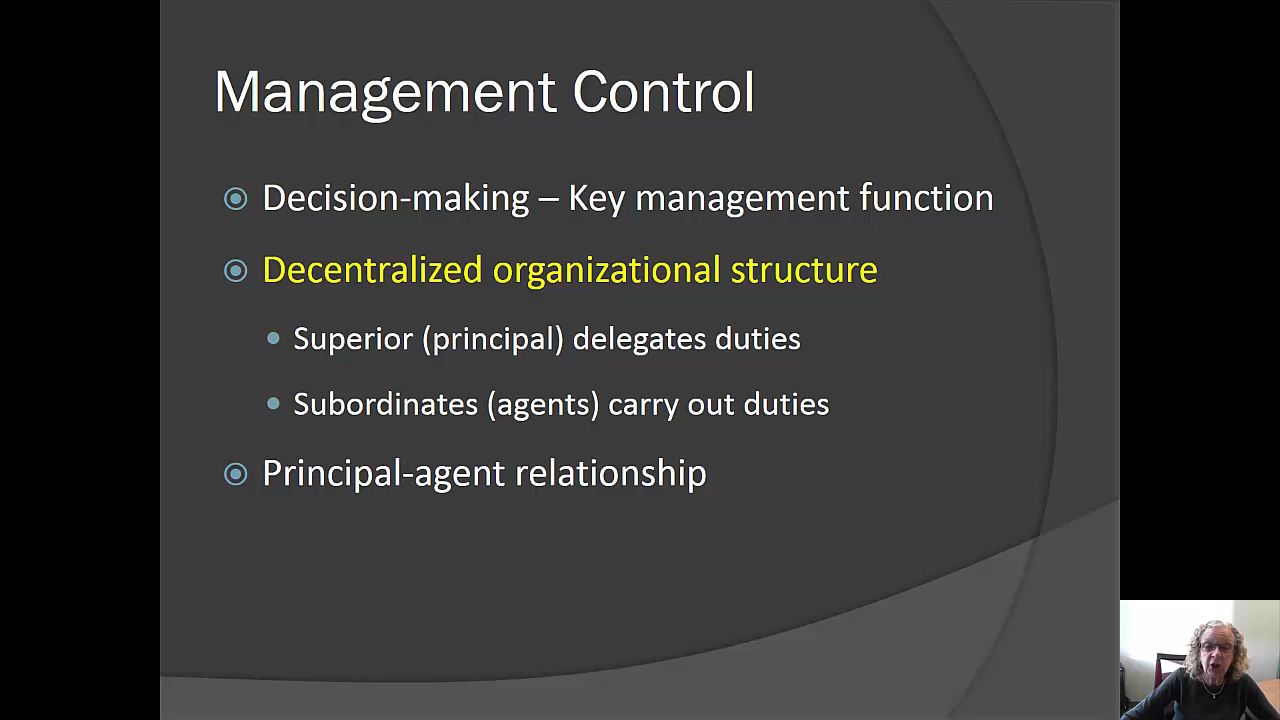 Management Control
Decision-making – Key management function
Decentralized organizational structure
Superior (principal) delegates duties
Subordinates (agents) carry out duties
Principal-agent relationship